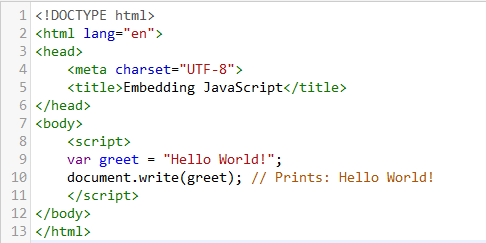 1 <!DOCTYPE html>
2 <html lang="en">
3 <head>
4     <meta charset="UTF-8">
5     <title>Embedding JavaScript</title>
6 </head>
7 <body>
8     <script>
9     var greet = "Hello World!";
10     document.write(greet); // Prints: Hello World!
11     </script>
12 </body>
13 </html>